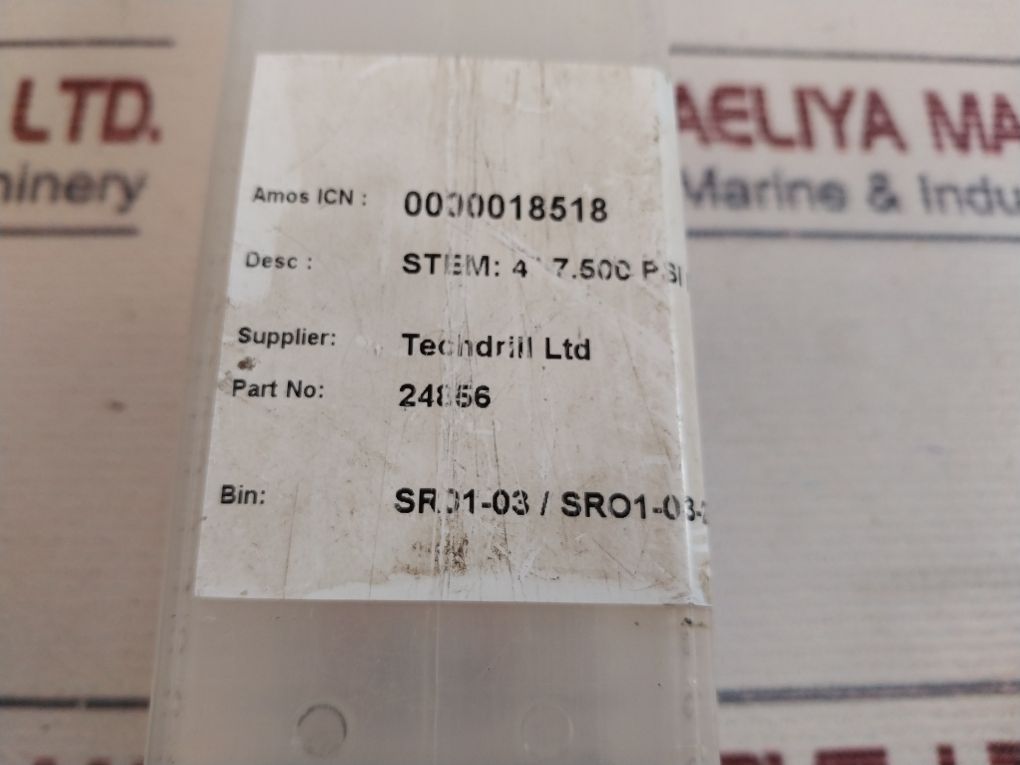 LTD.
AELIYA MA
hinery
Marine & Indu
Amos ICN : 0000018518
Desc : STEM: 4" 7.500 PSI
Supplier: Techdrill Ltd
Part No: 24856
Bin: SR01-03 / SRO1-03-